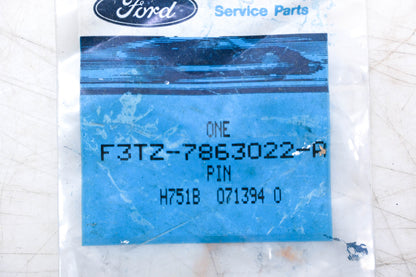 Ford
Service Parts
ONE
F3TZ-7863022-A
PIN
H751B 071394 0